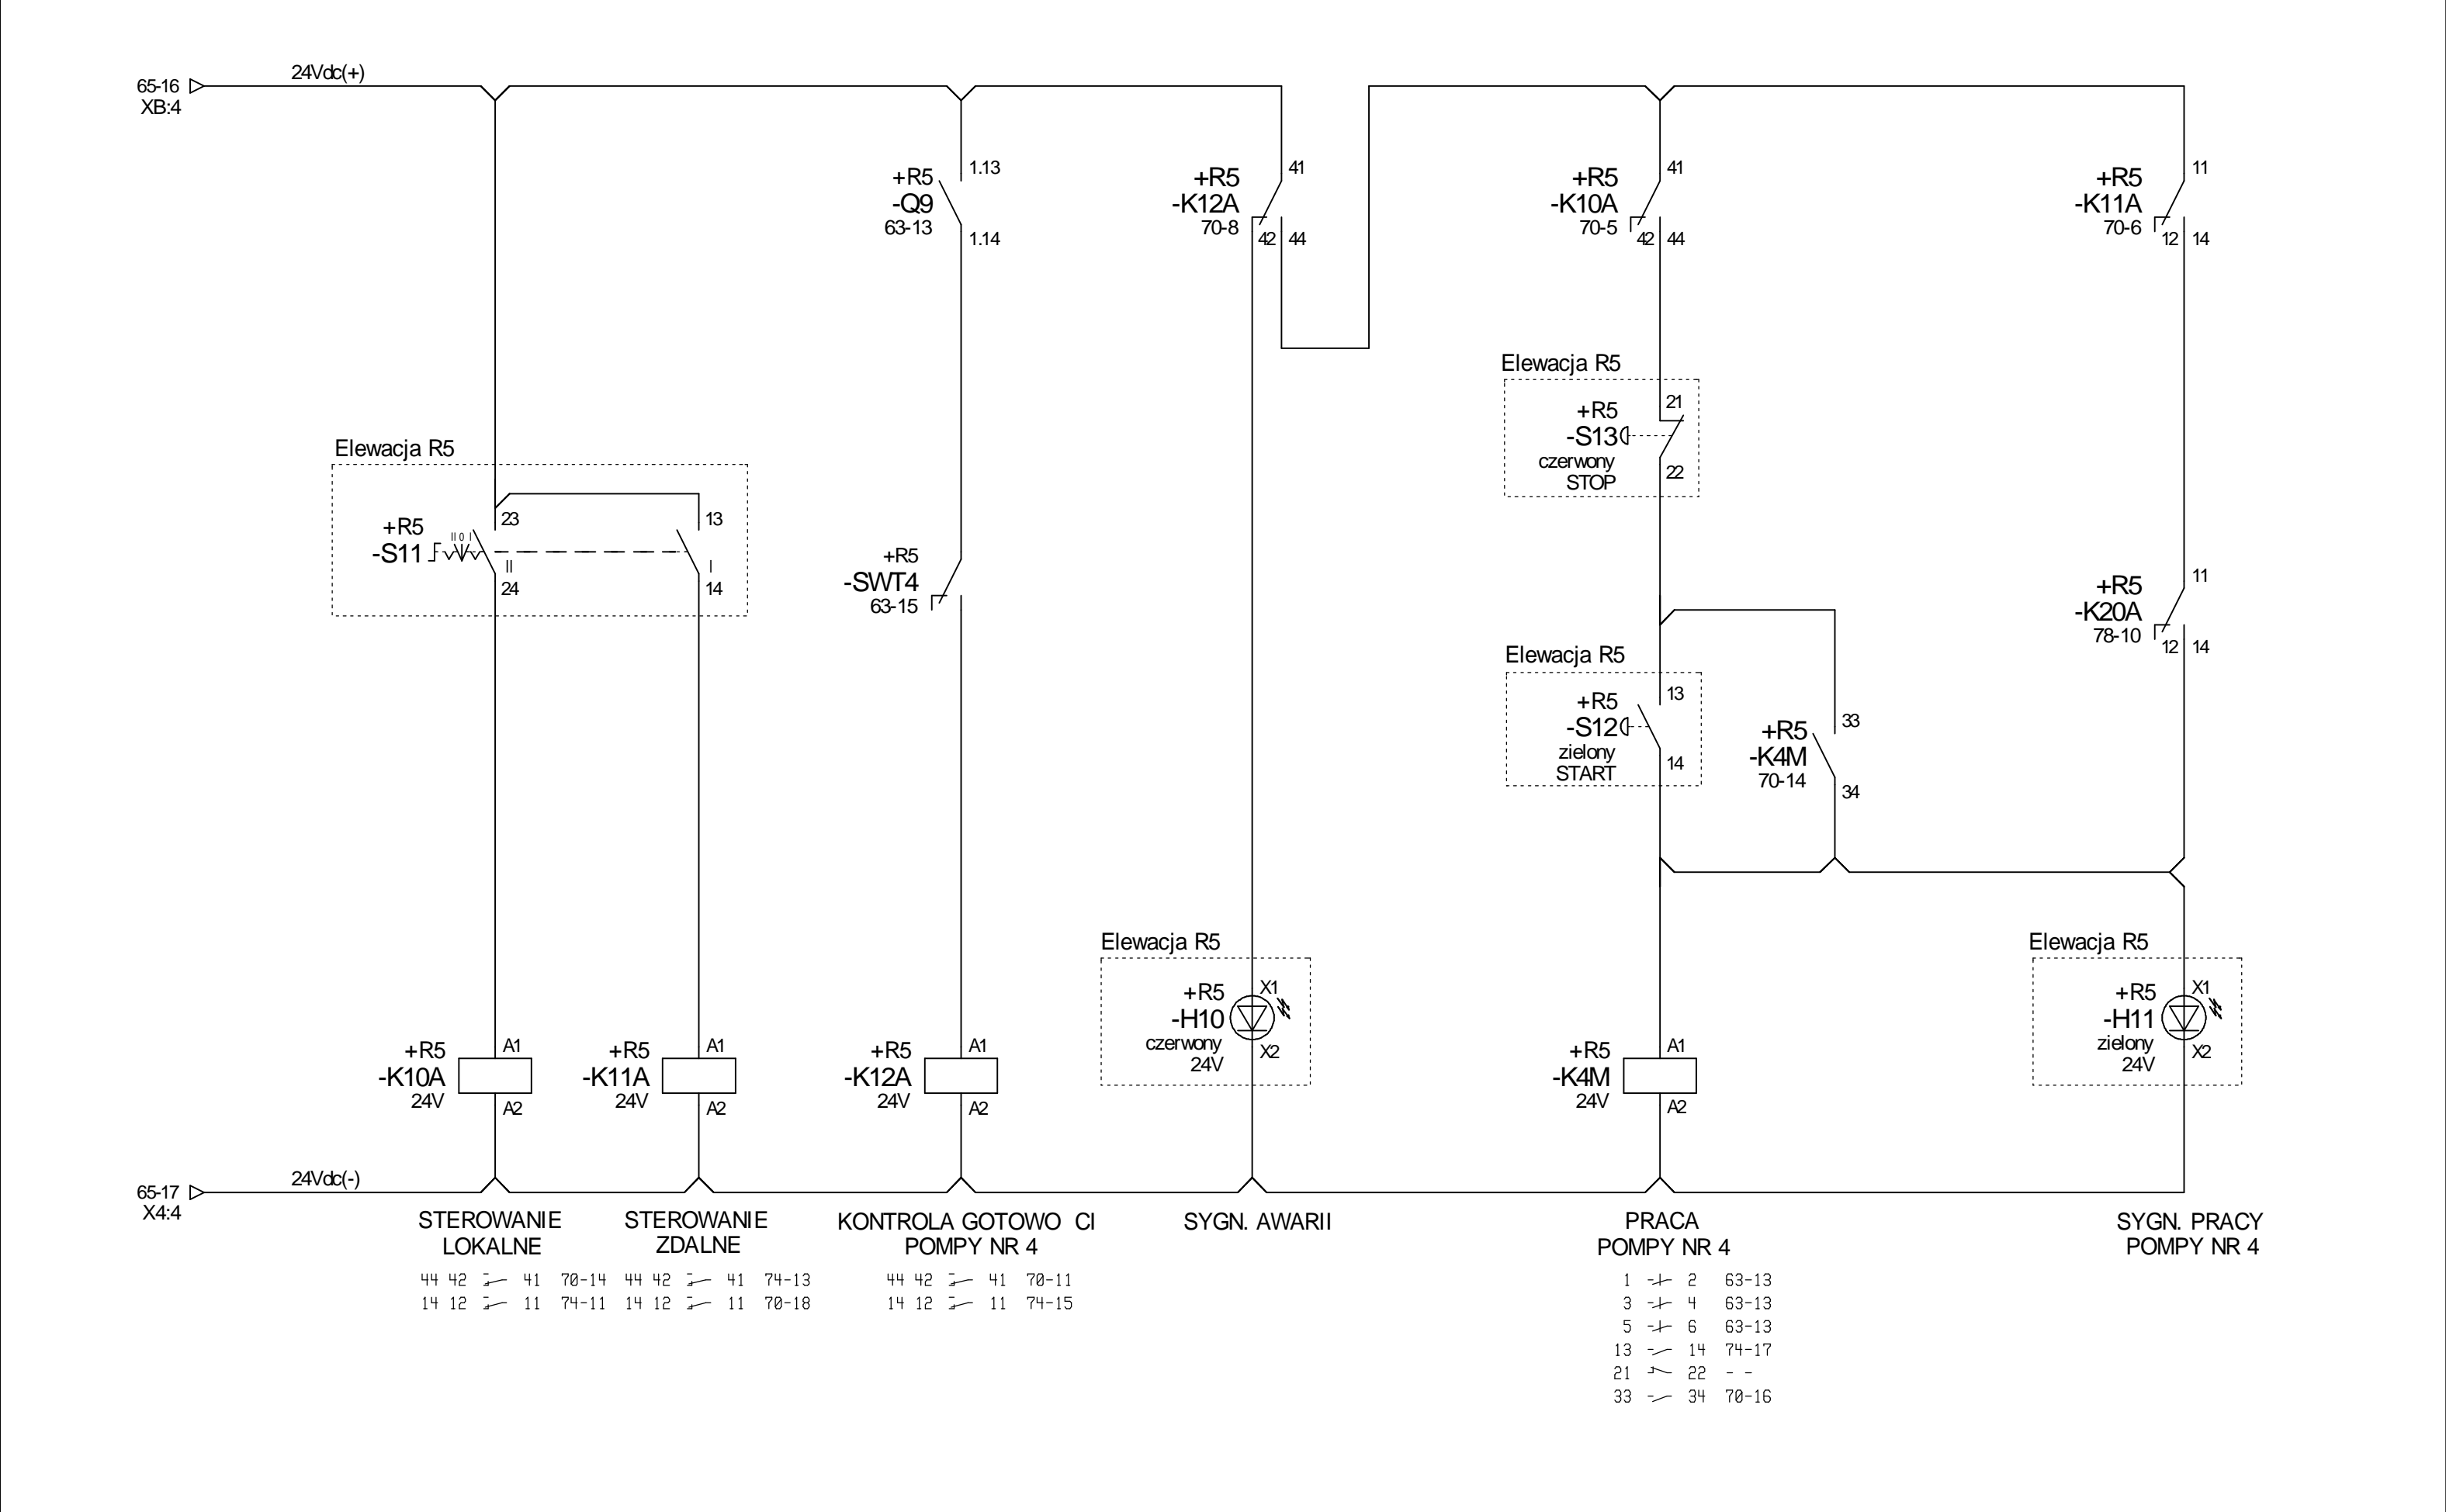 24Vdc(+)
65-16
XB:4
+R5
-Q9
63-13
1.13
1.14
+R5
-K12A
70-8
41
42
44
+R5
-K10A
70-5
41
42
44
+R5
-K11A
70-6
11
12
14
Elewacja R5
+R5
-S13
czerwony
STOP
21
22
Elewacja R5
+R5
-S11
II 0 I
23
II
24
13
I
14
+R5
-SWT4
63-15
+R5
-K20A
78-10
11
12
14
Elewacja R5
+R5
-S12
zielony
START
13
14
+R5
-K4M
70-14
33
34
Elewacja R5
+R5
-H10
czerwony
24V
X1
X2
Elewacja R5
+R5
-H11
zielony
24V
X1
X2
+R5
-K10A
24V
A1
A2
+R5
-K11A
24V
A1
A2
+R5
-K12A
24V
A1
A2
+R5
-K4M
24V
A1
A2
24Vdc(-)
65-17
X4:4
STEROWANIE
LOKALNE
44 42 41 70-14
14 12 11 74-11
STEROWANIE
ZDALNE
44 42 41 74-13
14 12 11 70-18
KONTROLA GOTOWO CI
POMPY NR 4
44 42 41 70-11
14 12 11 74-15
SYGN. AWARII
PRACA
POMPY NR 4
1 2 63-13
3 4 63-13
5 6 63-13
13 14 74-17
21 22 - -
33 34 70-16
SYGN. PRACY
POMPY NR 4